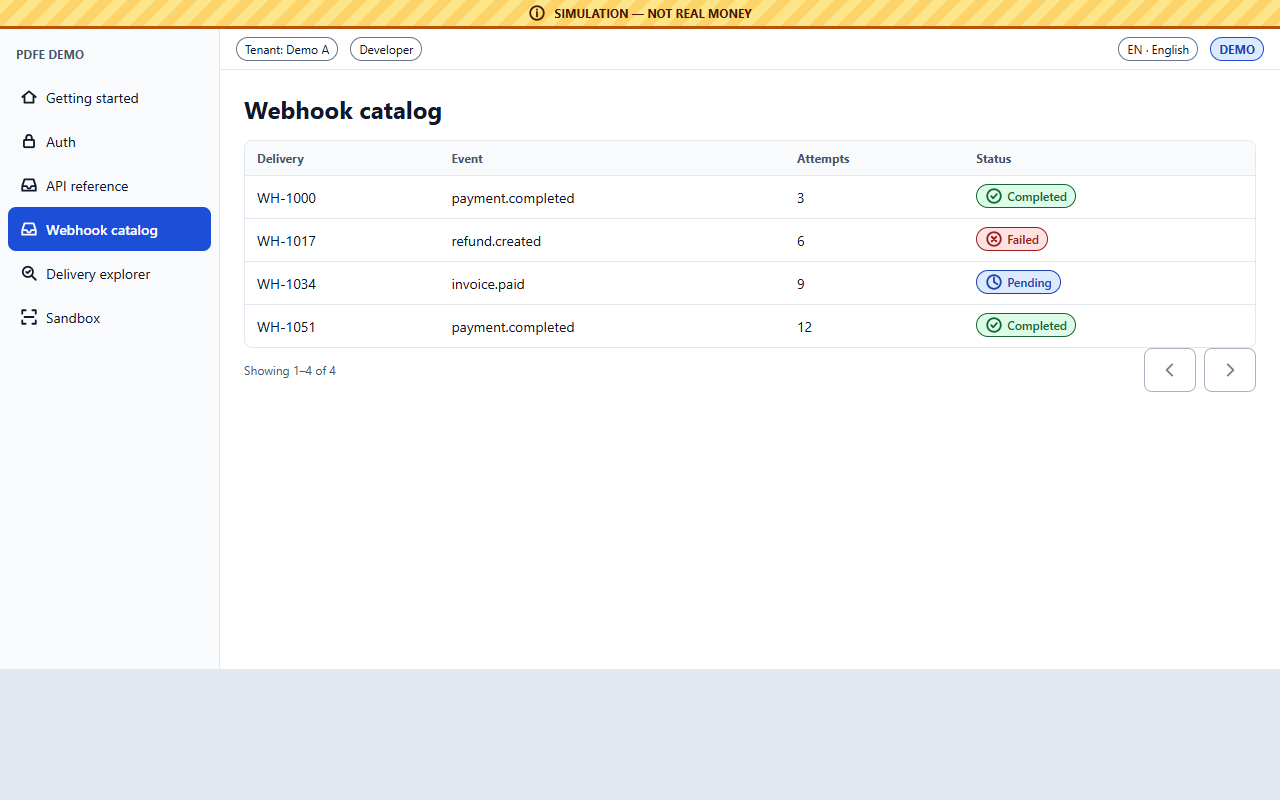 SIMULATION — NOT REAL MONEY
PDFE DEMO
Tenant: Demo A
Developer
EN · English
DEMO
Getting started
Auth
API reference
Webhook catalog
Delivery explorer
Sandbox
Webhook catalog
Delivery Event Attempts Status
WH-1000 payment.completed 3 Completed
WH-1017 refund.created 6 Failed
WH-1034 invoice.paid 9 Pending
WH-1051 payment.completed 12 Completed
Showing 1–4 of 4